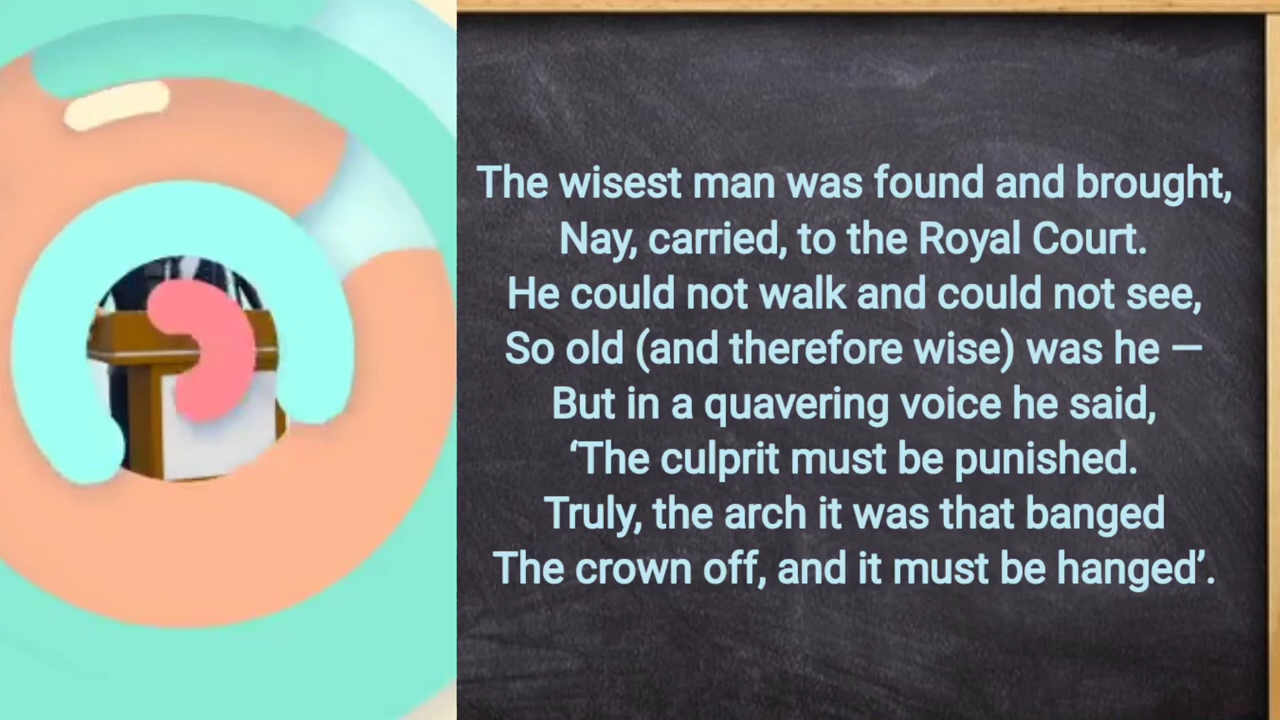 The wisest man was found and brought,
Nay, carried, to the Royal Court.
He could not walk and could not see,
So old (and therefore wise) was he —
But in a quavering voice he said,
‘The culprit must be punished.
Truly, the arch it was that banged
The crown off, and it must be hanged’.